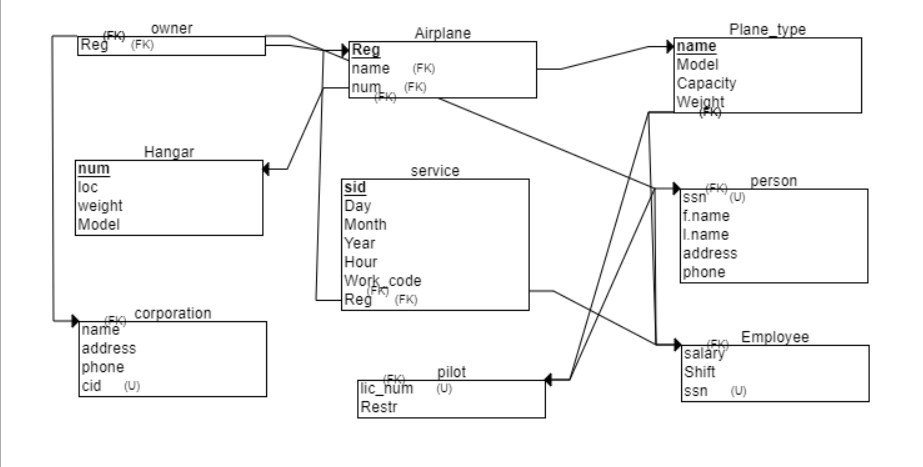 owner
(FK)
Reg (FK)
Airplane
Reg
name (FK)
num (FK)
(FK)
Plane_type
name
Model
Capacity
Weight
(FK)
Hangar
num
loc
weight
Model
service
sid
Day
Month
Year
Hour
Work_code
(FK)
Reg (FK)
person
(FK)
ssn (U)
f.name
l.name
address
phone
corporation
(FK)
name
address
phone
cid (U)
pilot
(FK)
lic_num (U)
Restr
Employee
(FK)
salary
Shift
ssn (U)